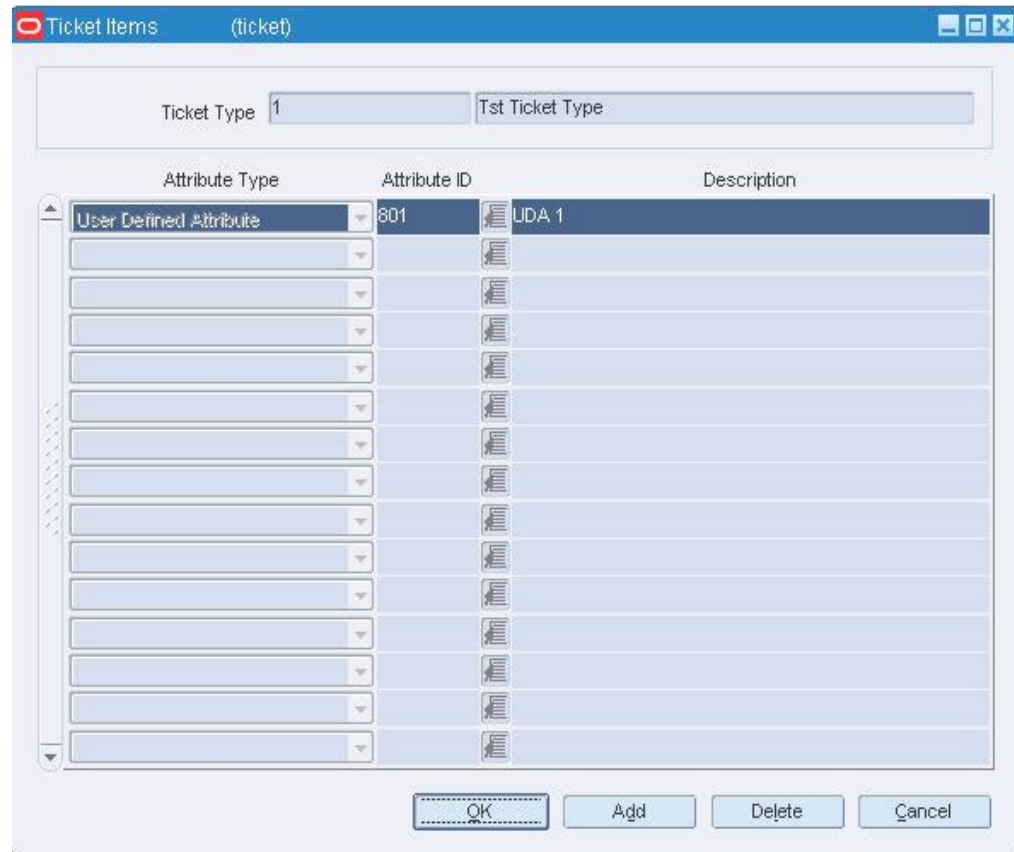 Ticket Items (ticket)
Ticket Type 1 Tst Ticket Type
Attribute Type Attribute ID Description
User Defined Attribute 801 UDA 1
OK Add Delete Cancel